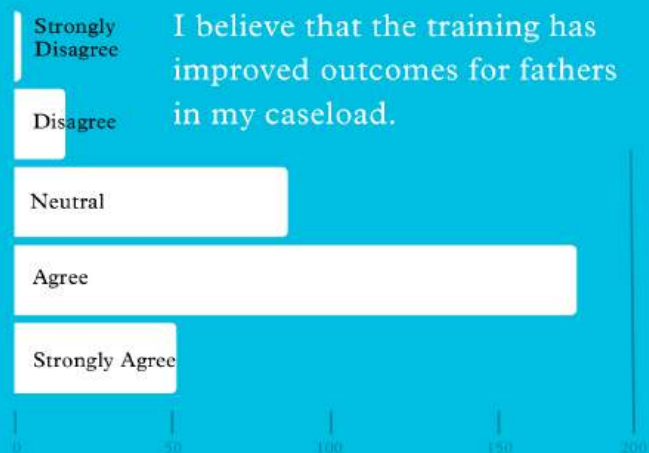 Strongly
Disagree
I believe that the training has
improved outcomes for fathers
in my caseload.
Disagree
Neutral
Agree
Strongly Agree
0 50 100 150 200